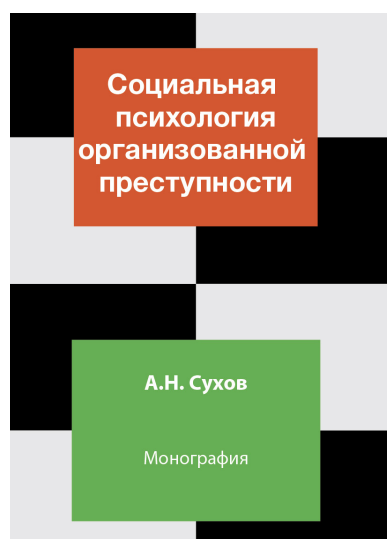 Социальная
психология
организованной
преступности
А.Н. Сухов
Монография